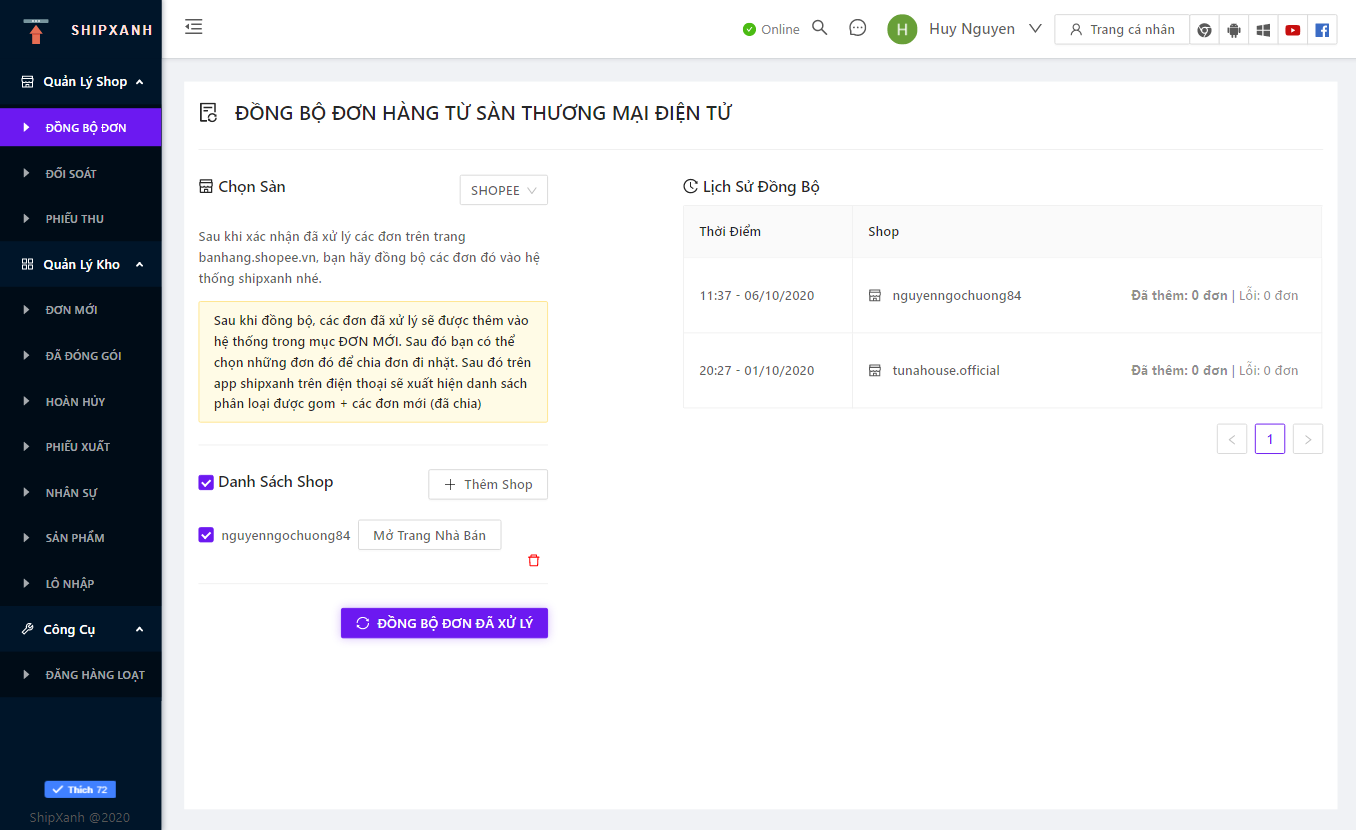 SHIPXANH
Online
H
Huy Nguyen
Trang cá nhân
Quản Lý Shop
ĐỒNG BỘ ĐƠN
ĐỐI SOÁT
PHIẾU THU
Quản Lý Kho
ĐƠN MỚI
ĐÃ ĐÓNG GÓI
HOÀN HỦY
PHIẾU XUẤT
NHÂN SỰ
SẢN PHẨM
LÔ NHẬP
Công Cụ
ĐĂNG HÀNG LOẠT
Thích 72
ShipXanh @2020
ĐỒNG BỘ ĐƠN HÀNG TỪ SÀN THƯƠNG MẠI ĐIỆN TỬ
Chọn Sàn
SHOPEE
Sau khi xác nhận đã xử lý các đơn trên trang
banhang.shopee.vn, bạn hãy đồng bộ các đơn đó vào hệ
thống shipxanh nhé.
Sau khi đồng bộ, các đơn đã xử lý sẽ được thêm vào
hệ thống trong mục ĐƠN MỚI. Sau đó bạn có thể
chọn những đơn đó để chia đơn đi nhặt. Sau đó trên
app shipxanh trên điện thoại sẽ xuất hiện danh sách
phân loại được gom + các đơn mới (đã chia)
Danh Sách Shop
Thêm Shop
nguyenngochuong84
Mở Trang Nhà Bán
ĐỒNG BỘ ĐƠN ĐÃ XỬ LÝ
Lịch Sử Đồng Bộ
Thời Điểm
Shop
11:37 - 06/10/2020
nguyenngochuong84
Đã thêm: 0 đơn | Lỗi: 0 đơn
20:27 - 01/10/2020
tunahouse.official
Đã thêm: 0 đơn | Lỗi: 0 đơn
1